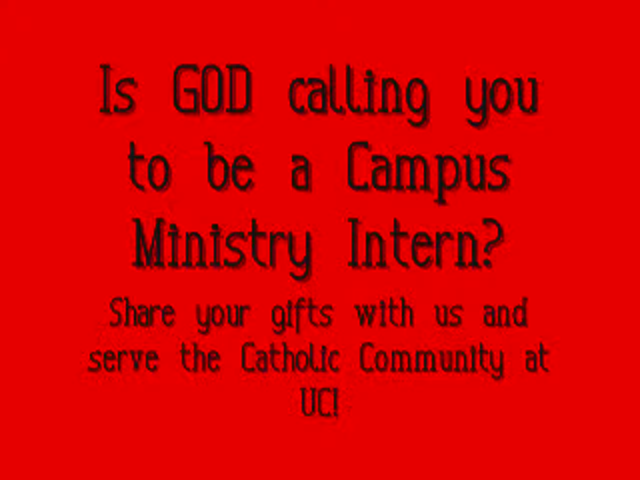 Is GOD calling you
to be a Campus
Ministry Intern?
Share your gifts with us and
serve the Catholic Community at
UC!